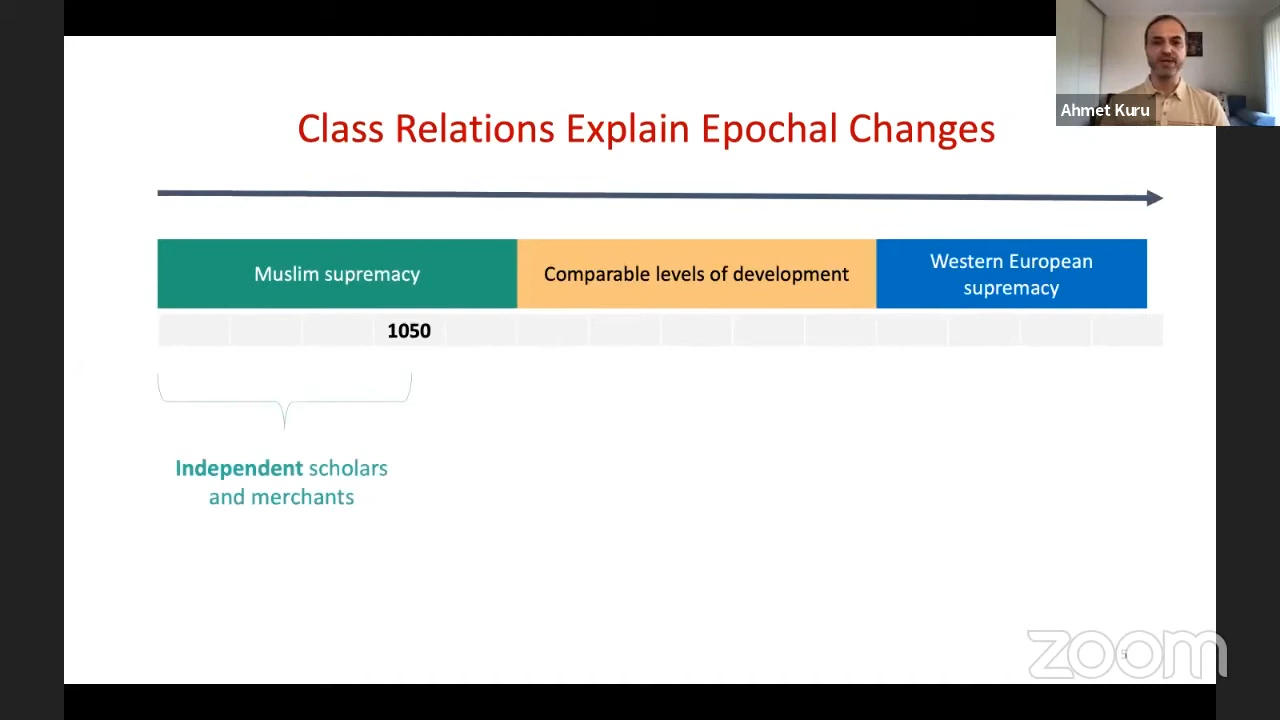 Ahmet Kuru
Class Relations Explain Epochal Changes
Muslim supremacy
Comparable levels of development
Western European
supremacy
1050
Independent scholars
and merchants
5
zoom